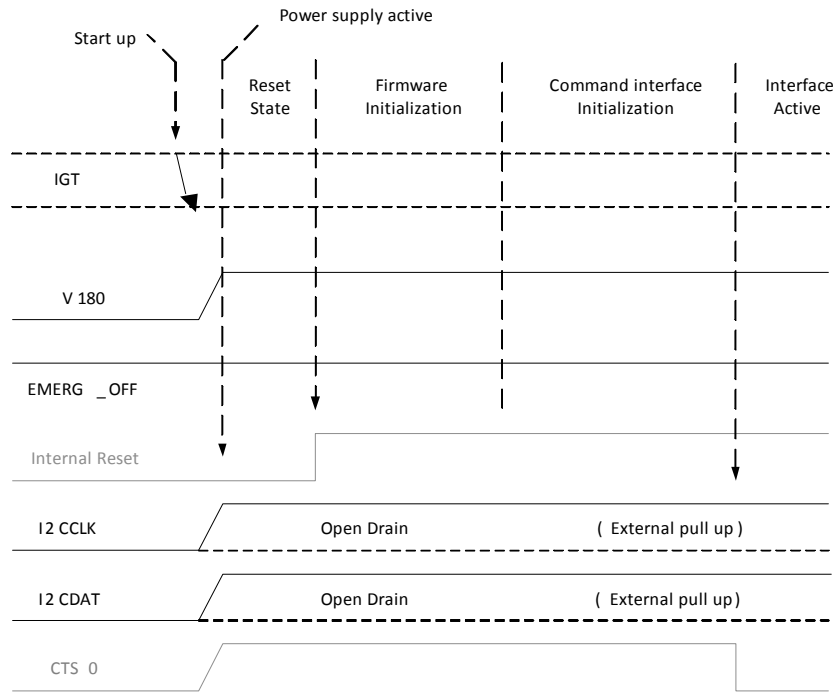 Power supply active
Start up
Reset State
Firmware Initialization
Command interface Initialization
Interface Active
IGT
V 180
EMERG _OFF
Internal Reset
I2 CCLK
Open Drain
( External pull up )
I2 CDAT
Open Drain
( External pull up)
CTS 0